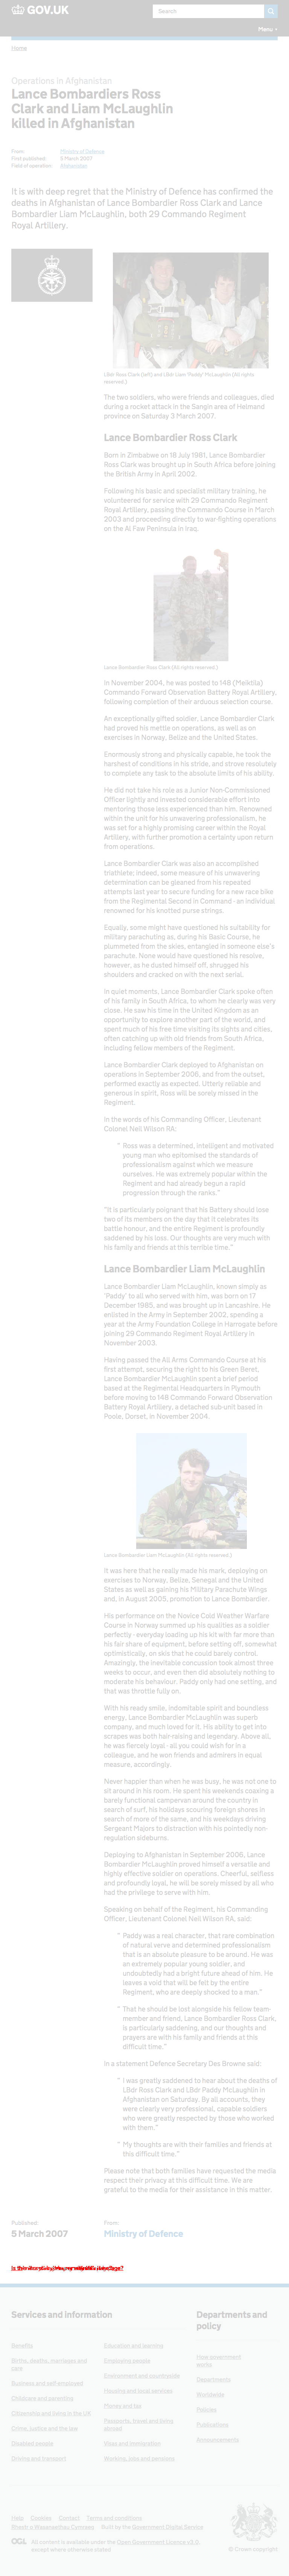 GOV.UK
Search
Menu
Home
Operations in Afghanistan
Lance Bombardiers Ross
Clark and Liam McLaughlin
killed in Afghanistan
From: Ministry of Defence
First published: 5 March 2007
Field of operation: Afghanistan
It is with deep regret that the Ministry of Defence has confirmed the
deaths in Afghanistan of Lance Bombardier Ross Clark and Lance
Bombardier Liam McLaughlin, both 29 Commando Regiment
Royal Artillery.
LBdr Ross Clark (left) and LBdr Liam 'Paddy' McLaughlin (All rights
reserved.)
The two soldiers, who were friends and colleagues, died
during a rocket attack in the Sangin area of Helmand
province on Saturday 3 March 2007.
Lance Bombardier Ross Clark
Born in Zimbabwe on 18 July 1981, Lance Bombardier
Ross Clark was brought up in South Africa before joining
the British Army in April 2002.
Following his basic and specialist military training, he
volunteered for service with 29 Commando Regiment
Royal Artillery, passing the Commando Course in March
2003 and proceeding directly to war-fighting operations
on the Al Faw Peninsula in Iraq.
Lance Bombardier Ross Clark (All rights reserved.)
In November 2004, he was posted to 148 (Meiktila)
Commando Forward Observation Battery Royal Artillery,
following completion of their arduous selection course.
An exceptionally gifted soldier, Lance Bombardier Clark
had proved his mettle on operations, as well as on
exercises in Norway, Belize and the United States.
Enormously strong and physically capable, he took the
harshest of conditions in his stride, and strove resolutely
to complete any task to the absolute limits of his ability.
He did not take his role as a Junior Non-Commissioned
Officer lightly and invested considerable effort into
mentoring those less experienced than him. Renowned
within the unit for his unwavering professionalism, he
was set for a highly promising career within the Royal
Artillery, with further promotion a certainty upon return
from operations.
Lance Bombardier Clark was also an accomplished
triathlete; indeed, some measure of his unwavering
determination can be gleaned from his repeated
attempts last year to secure funding for a new race bike
from the Regimental Second in Command - an individual
renowned for his knotted purse strings.
Equally, some might have questioned his suitability for
military parachuting as, during his Basic Course, he
plummeted from the skies, entangled in someone else's
parachute. None would have questioned his resolve,
however, as he dusted himself off, shrugged his
shoulders and cracked on with the next serial.
In quiet moments, Lance Bombardier Clark spoke often
of his family in South Africa, to whom he clearly was very
close. He saw his time in the United Kingdom as an
opportunity to explore another part of the world, and
spent much of his free time visiting its sights and cities,
often catching up with old friends from South Africa,
including fellow members of the Regiment.
Lance Bombardier Clark deployed to Afghanistan on
operations in September 2006, and from the outset,
performed exactly as expected. Utterly reliable and
generous in spirit, Ross will be sorely missed in the
Regiment.
In the words of his Commanding Officer, Lieutenant
Colonel Neil Wilson RA:
" Ross was a determined, intelligent and motivated
young man who epitomised the standards of
professionalism against which we measure
ourselves. He was extremely popular within the
Regiment and had already begun a rapid
progression through the ranks."
"It is particularly poignant that his Battery should lose
two of its members on the day that it celebrates its
battle honour, and the entire Regiment is profoundly
saddened by his loss. Our thoughts are very much with
his family and friends at this terrible time."
Lance Bombardier Liam McLaughlin
Lance Bombardier Liam McLaughlin, known simply as
'Paddy' to all who served with him, was born on 17
December 1985, and was brought up in Lancashire. He
enlisted in the Army in September 2002, spending a
year at the Army Foundation College in Harrogate before
joining 29 Commando Regiment Royal Artillery in
November 2003.
Having passed the All Arms Commando Course at his
first attempt, securing the right to his Green Beret,
Lance Bombardier McLaughlin spent a brief period
based at the Regimental Headquarters in Plymouth
before moving to 148 Commando Forward Observation
Battery Royal Artillery, a detached sub-unit based in
Poole, Dorset, in November 2004.
Lance Bombardier Liam McLaughlin (All rights reserved.)
It was here that he really made his mark, deploying on
exercises to Norway, Belize, Senegal and the United
States as well as gaining his Military Parachute Wings
and, in August 2005, promotion to Lance Bombardier.
His performance on the Novice Cold Weather Warfare
Course in Norway summed up his qualities as a soldier
perfectly - everyday loading up his kit with far more than
his fair share of equipment, before setting off, somewhat
optimistically, on skis that he could barely control.
Amazingly, the inevitable concussion took almost three
weeks to occur, and even then did absolutely nothing to
moderate his behaviour. Paddy only had one setting, and
that was throttle fully on.
With his ready smile, indomitable spirit and boundless
energy, Lance Bombardier McLaughlin was superb
company, and much loved for it. His ability to get into
scrapes was both hair-raising and legendary. Above all,
he was fiercely loyal - all you could wish for in a
colleague, and he won friends and admirers in equal
measure, accordingly.
Never happier than when he was busy, he was not one to
sit around in his room. He spent his weekends coaxing a
barely functional campervan around the country in
search of surf, his holidays scouring foreign shores in
search of more of the same, and his weekdays driving
Sergeant Majors to distraction with his pointedly non-
regulation sideburns.
Deploying to Afghanistan in September 2006, Lance
Bombardier McLaughlin proved himself a versatile and
highly effective soldier on operations. Cheerful, selfless
and profoundly loyal, he will be sorely missed by all who
had the privilege to serve with him.
Speaking on behalf of the Regiment, his Commanding
Officer, Lieutenant Colonel Neil Wilson RA, said:
" Paddy was a real character, that rare combination
of natural verve and determined professionalism
that is an absolute pleasure to be around. He was
an extremely popular young soldier, and
undoubtedly had a bright future ahead of him. He
leaves a void that will be felt by the entire
Regiment, who are deeply shocked to a man."
" That he should be lost alongside his fellow team-
member and friend, Lance Bombardier Ross Clark,
is particularly saddening, and our thoughts and
prayers are with his family and friends at this
difficult time."
In a statement Defence Secretary Des Browne said:
" I was greatly saddened to hear about the deaths of
LBdr Ross Clark and LBdr Paddy McLaughlin in
Afghanistan on Saturday. By all accounts, they
were clearly very professional, capable soldiers
who were greatly respected by those who worked
with them."
" My thoughts are with their families and friends at
this difficult time."
Please note that both families have requested the media
respect their privacy at this difficult time. We are
grateful to the media for their assistance in this matter.
Published: From:
5 March 2007 Ministry of Defence
Services and information
Departments and
policy
Benefits
Births, deaths, marriages and
care
Business and self-employed
Childcare and parenting
Citizenship and living in the UK
Crime, justice and the law
Disabled people
Driving and transport
Education and learning
Employing people
Environment and countryside
Housing and local services
Money and tax
Passports, travel and living
abroad
Visas and immigration
Working, jobs and pensions
How government
works
Departments
Worldwide
Policies
Publications
Announcements
Help Cookies Contact Terms and conditions
Rhestr o Wasanaethau Cymraeg Built by the Government Digital Service
OGL All content is available under the Open Government Licence v3.0,
except where otherwise stated
© Crown copyright